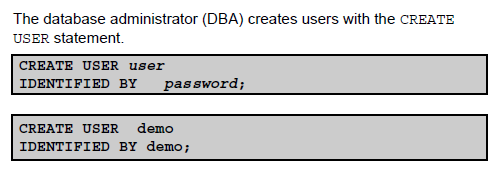 The database administrator (DBA) creates users with the CREATE
USER statement.
CREATE USER user
IDENTIFIED BY password;
CREATE USER demo
IDENTIFIED BY demo;